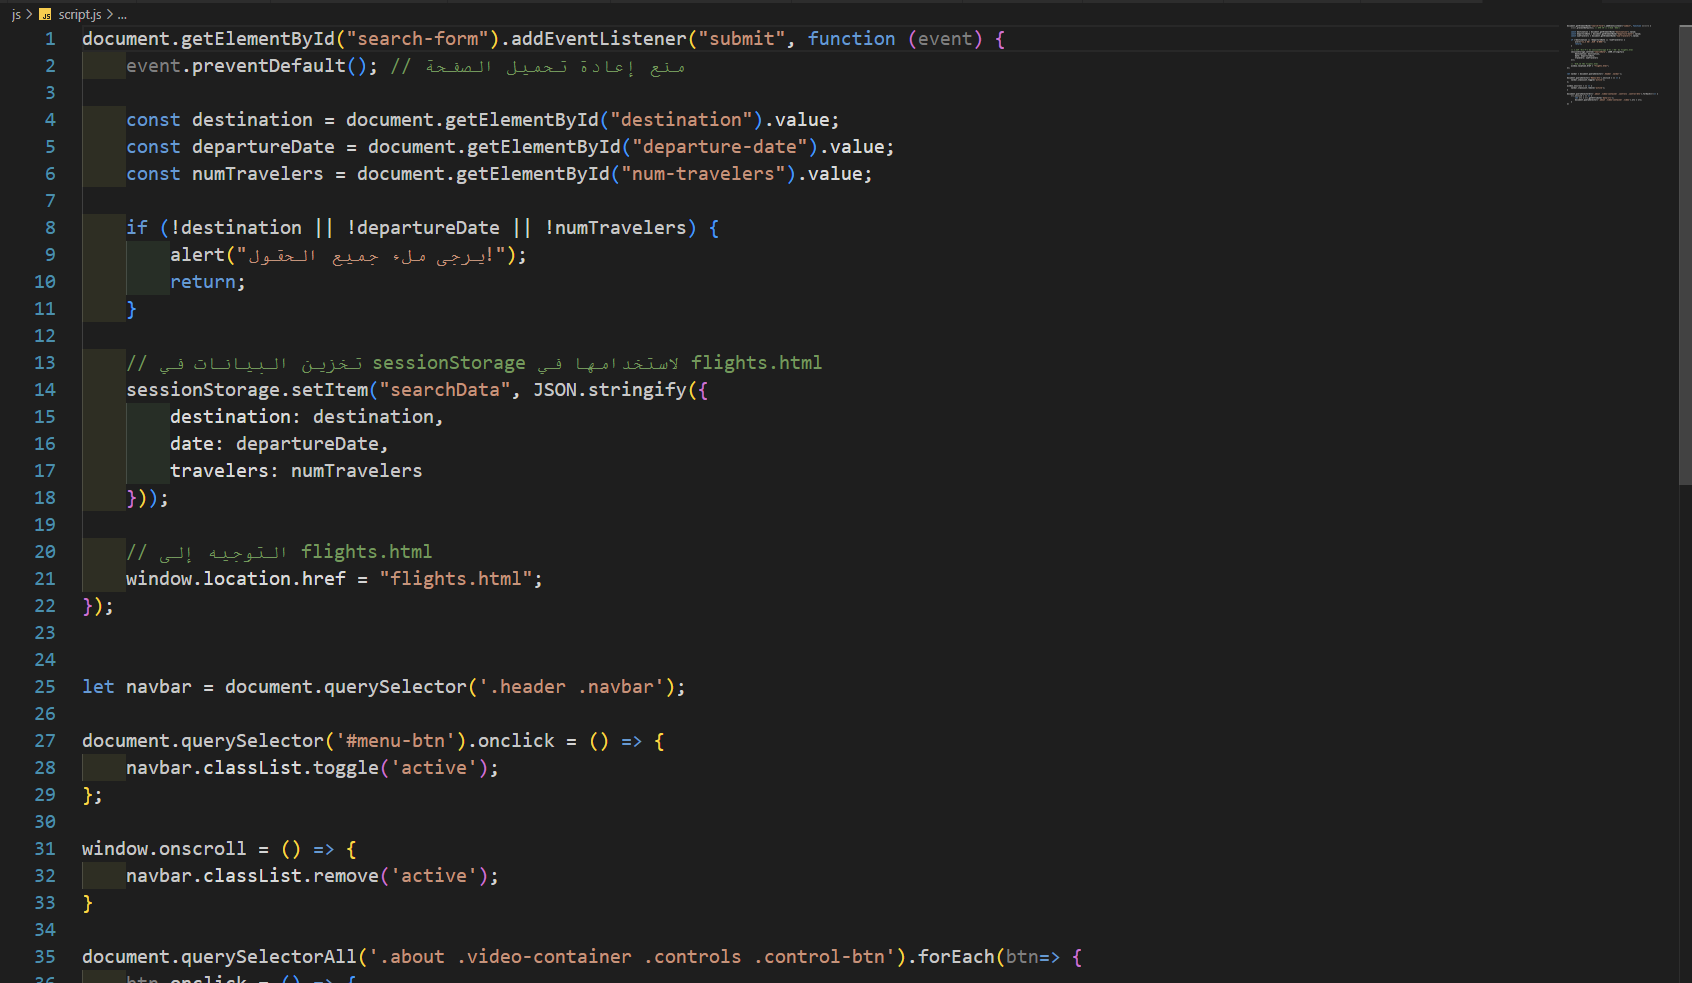 js > script.js > ...
1 document.getElementById("search-form").addEventListener("submit", function (event) {
2     event.preventDefault(); // منع إعادة تحميل الصفحة
3
4     const destination = document.getElementById("destination").value;
5     const departureDate = document.getElementById("departure-date").value;
6     const numTravelers = document.getElementById("num-travelers").value;
7
8     if (!destination || !departureDate || !numTravelers) {
9         alert("يرجى ملء جميع الحقول!");
10         return;
11     }
12
13     // تخزين البيانات في sessionStorage لاستخدامها في flights.html
14     sessionStorage.setItem("searchData", JSON.stringify({
15         destination: destination,
16         date: departureDate,
17         travelers: numTravelers
18     }));
19
20     // التوجيه إلى flights.html
21     window.location.href = "flights.html";
22 });
23
24
25 let navbar = document.querySelector('.header .navbar');
26
27 document.querySelector('#menu-btn').onclick = () => {
28     navbar.classList.toggle('active');
29 };
30
31 window.onscroll = () => {
32     navbar.classList.remove('active');
33 }
34
35 document.querySelectorAll('.about .video-container .controls .control-btn').forEach(btn=> {
36     btn.onclick = () => {